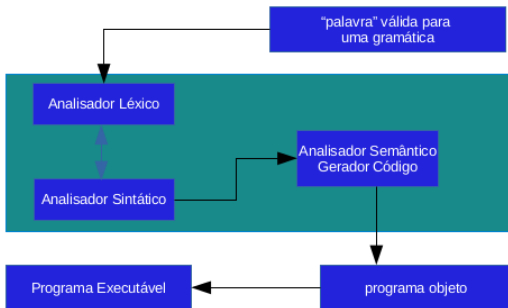 “palavra” válida para
uma gramática
Analisador Léxico
Analisador Semântico
Gerador Código
Analisador Sintático
Programa Executável
programa objeto